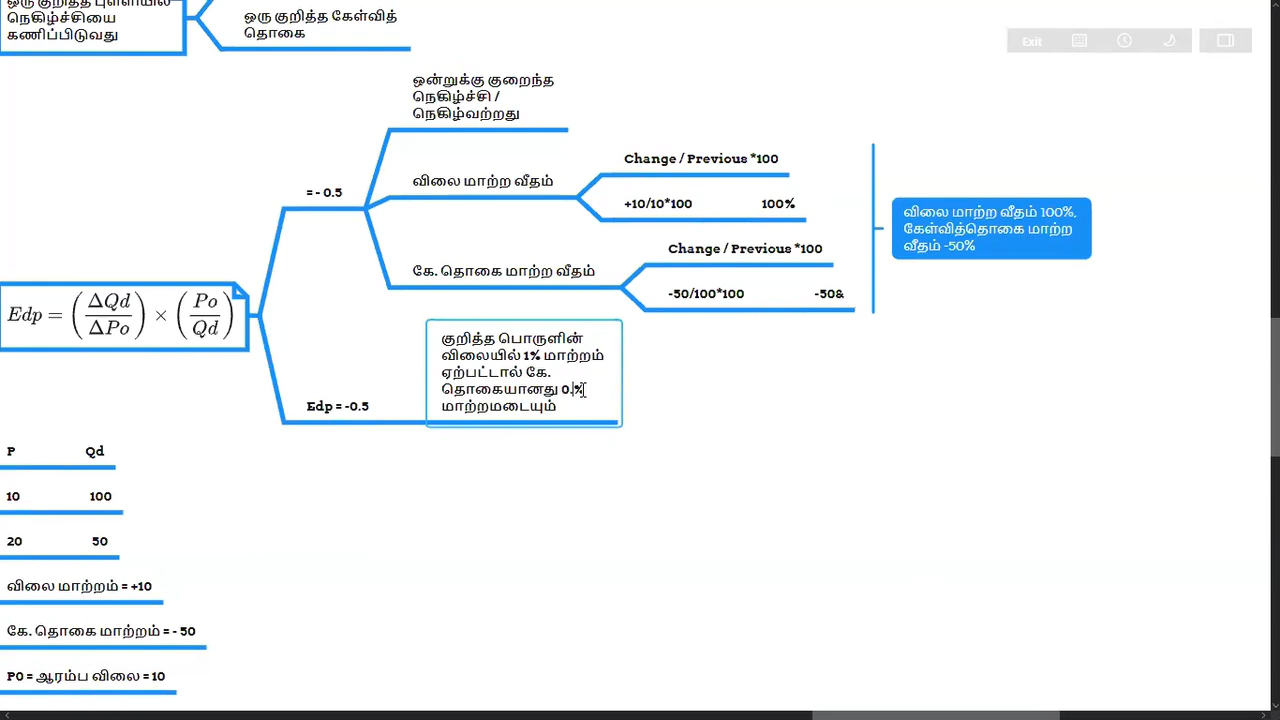 ஒரு குறித்த புள்ளியில்
நெகிழ்ச்சியை
கணிப்பிடுவது
ஒரு குறித்த கேள்வித்
தொகை
Exit
ஒன்றுக்கு குறைந்த
நெகிழ்ச்சி /
நெகிழ்வற்றது
Change / Previous *100
விலை மாற்ற வீதம்
= - 0.5
+10/10*100 100%
விலை மாற்ற வீதம் 100%,
கேள்வித்தொகை மாற்ற
வீதம் -50%
Change / Previous *100
கே. தொகை மாற்ற வீதம்
-50/100*100 -50&
Edp = (ΔQd/ΔPo) × (Po/Qd)
குறித்த பொருளின்
விலையில் 1% மாற்றம்
ஏற்பட்டால் கே.
தொகையானது 0.%
மாற்றமடையும்
Edp = -0.5
P Qd
10 100
20 50
விலை மாற்றம் = +10
கே. தொகை மாற்றம் = - 50
P0 = ஆரம்ப விலை = 10